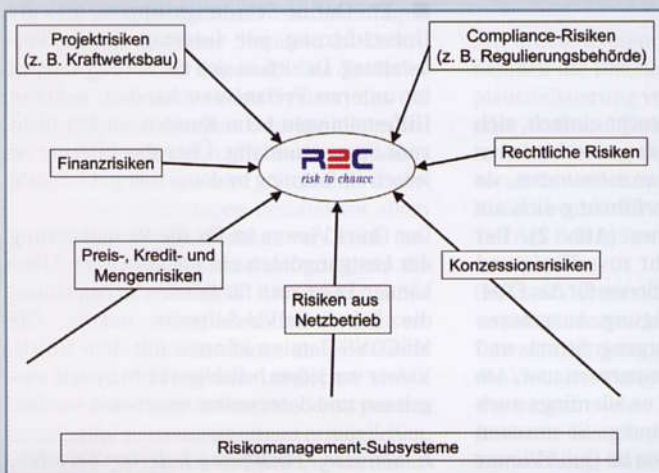 Projektrisiken
(z. B. Kraftwerksbau)
Compliance-Risiken
(z. B. Regulierungsbehörde)
Finanzrisiken
R2C
risk to chance
Rechtliche Risiken
Preis-, Kredit- und
Mengenrisiken
Konzessionsrisiken
Risiken aus
Netzbetrieb
Risikomanagement-Subsysteme